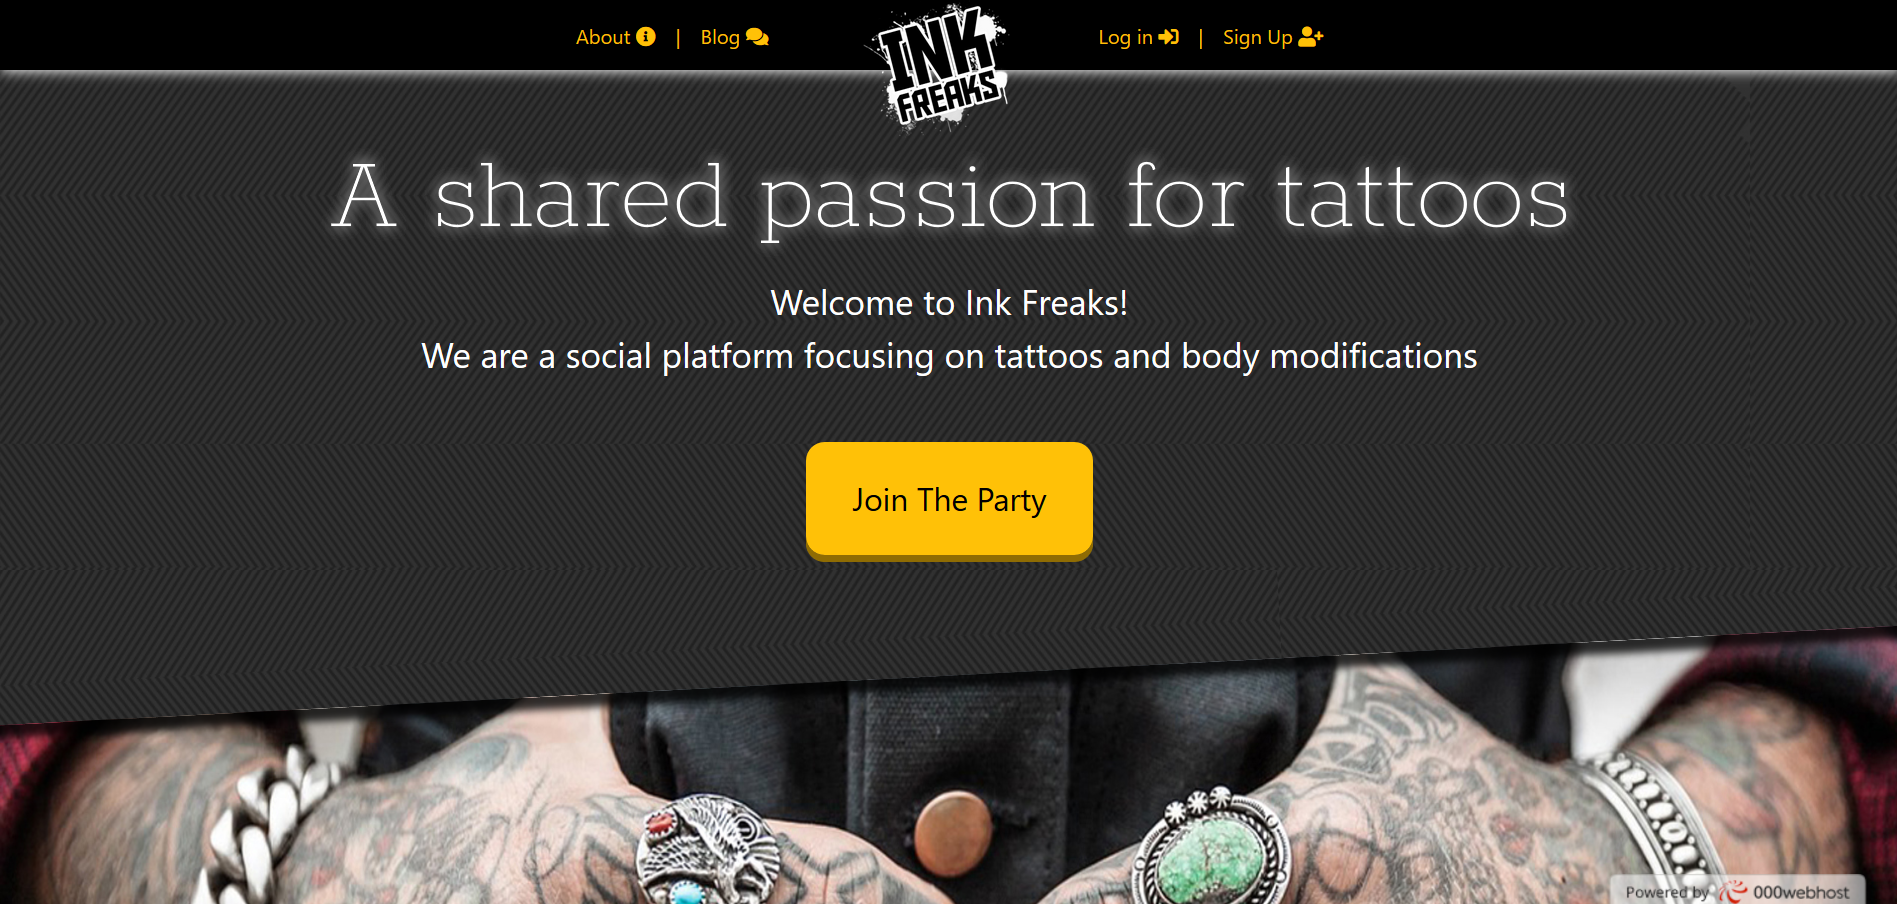 About | Blog
INK
FREAKS
Log in | Sign Up
A shared passion for tattoos
Welcome to Ink Freaks!
We are a social platform focusing on tattoos and body modifications
Join The Party
Powered by 000webhost